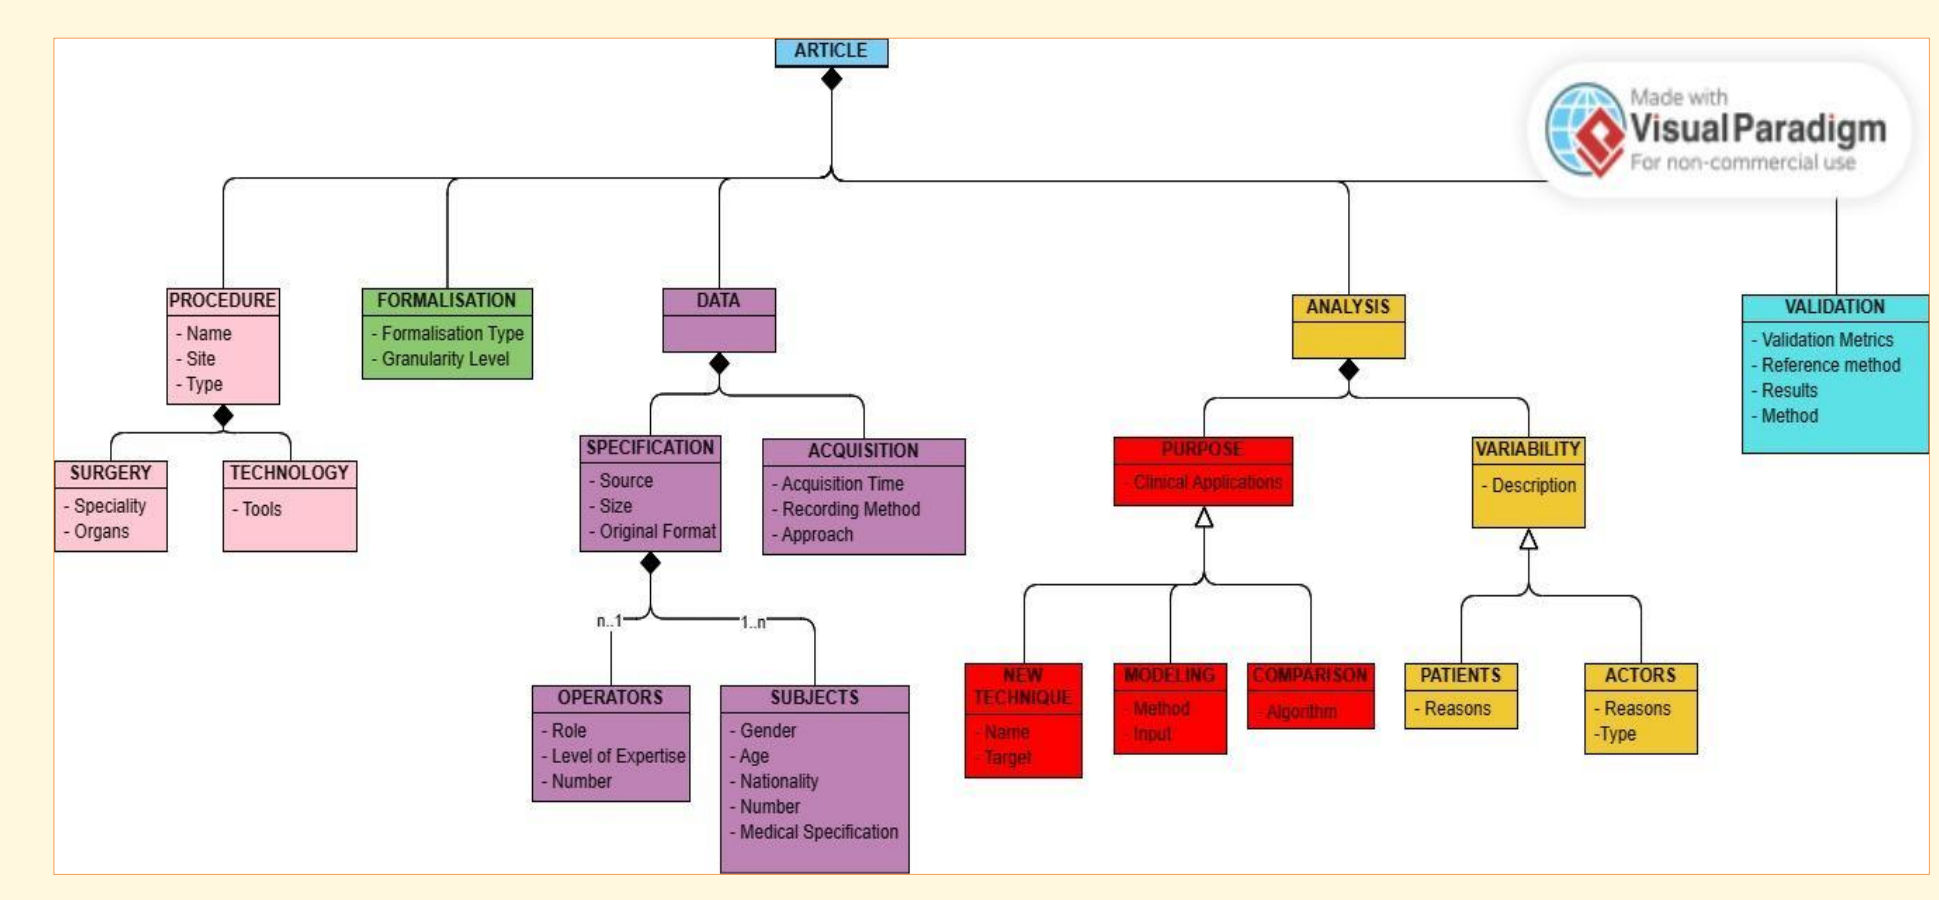 ARTICLE
Made with
Visual Paradigm
For non-commercial use
PROCEDURE
- Name
- Site
- Type
FORMALISATION
- Formalisation Type
- Granularity Level
DATA
ANALYSIS
VALIDATION
- Validation Metrics
- Reference method
- Results
- Method
SURGERY
- Speciality
- Organs
TECHNOLOGY
- Tools
SPECIFICATION
- Source
- Size
- Original Format
ACQUISITION
- Acquisition Time
- Recording Method
- Approach
PURPOSE
- Clinical Applications
VARIABILITY
- Description
n..1
1..n
OPERATORS
- Role
- Level of Expertise
- Number
SUBJECTS
- Gender
- Age
- Nationality
- Number
- Medical Specification
NEW
TECHNIQUE
- Name
- Target
MODELING
- Method
- Input
COMPARISON
- Algorithm
PATIENTS
- Reasons
ACTORS
- Reasons
-Type